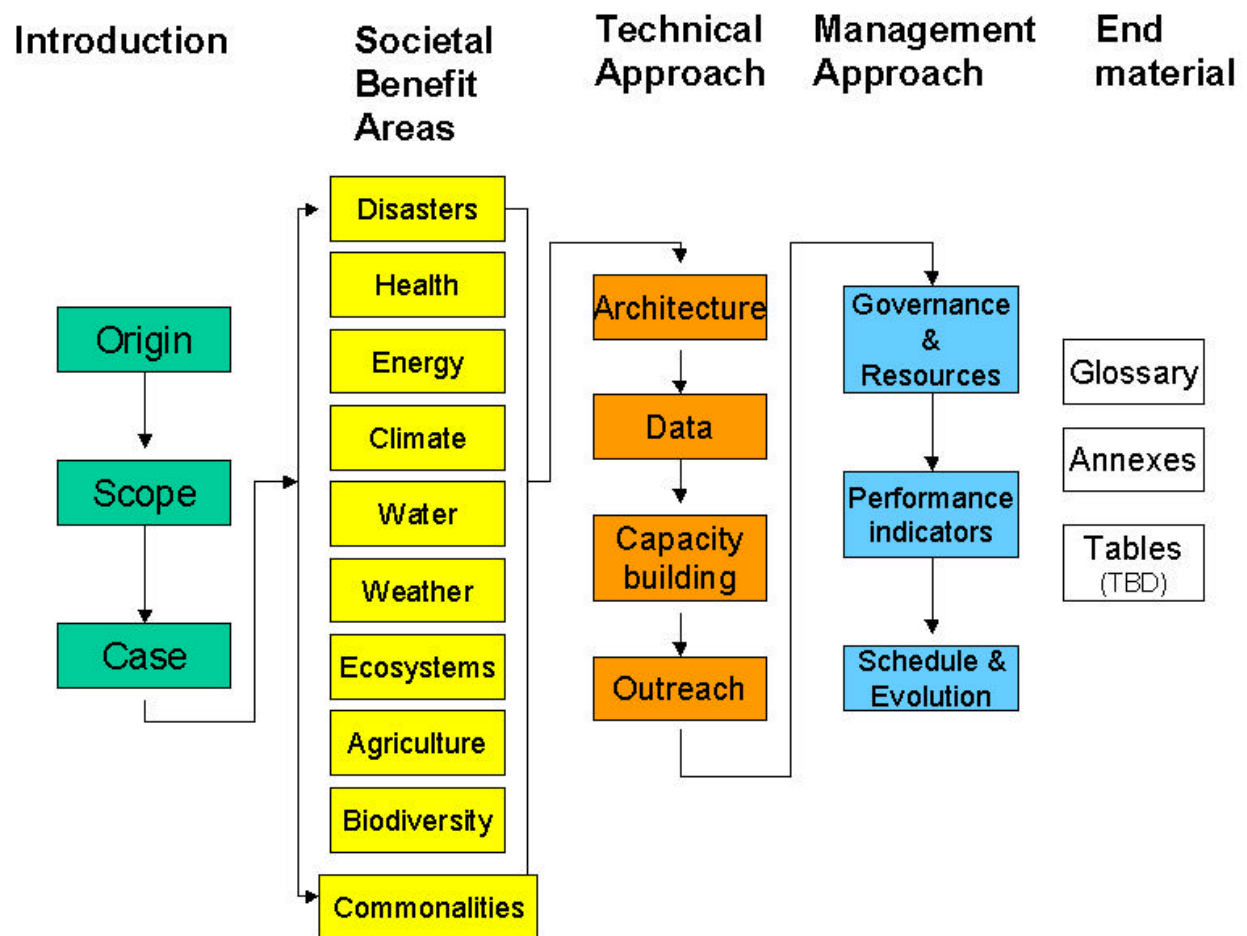 Introduction
Societal
Benefit
Areas
Technical
Approach
Management
Approach
End
material
Origin
Scope
Case
Disasters
Health
Energy
Climate
Water
Weather
Ecosystems
Agriculture
Biodiversity
Commonalities
Architecture
Data
Capacity
building
Outreach
Governance
&
Resources
Performance
indicators
Schedule &
Evolution
Glossary
Annexes
Tables
(TBD)